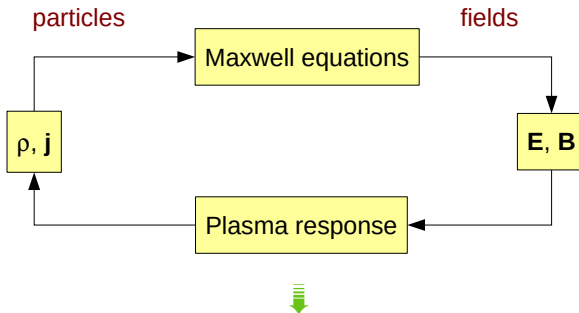 particles
fields
Maxwell equations
ρ, j
E, B
Plasma response